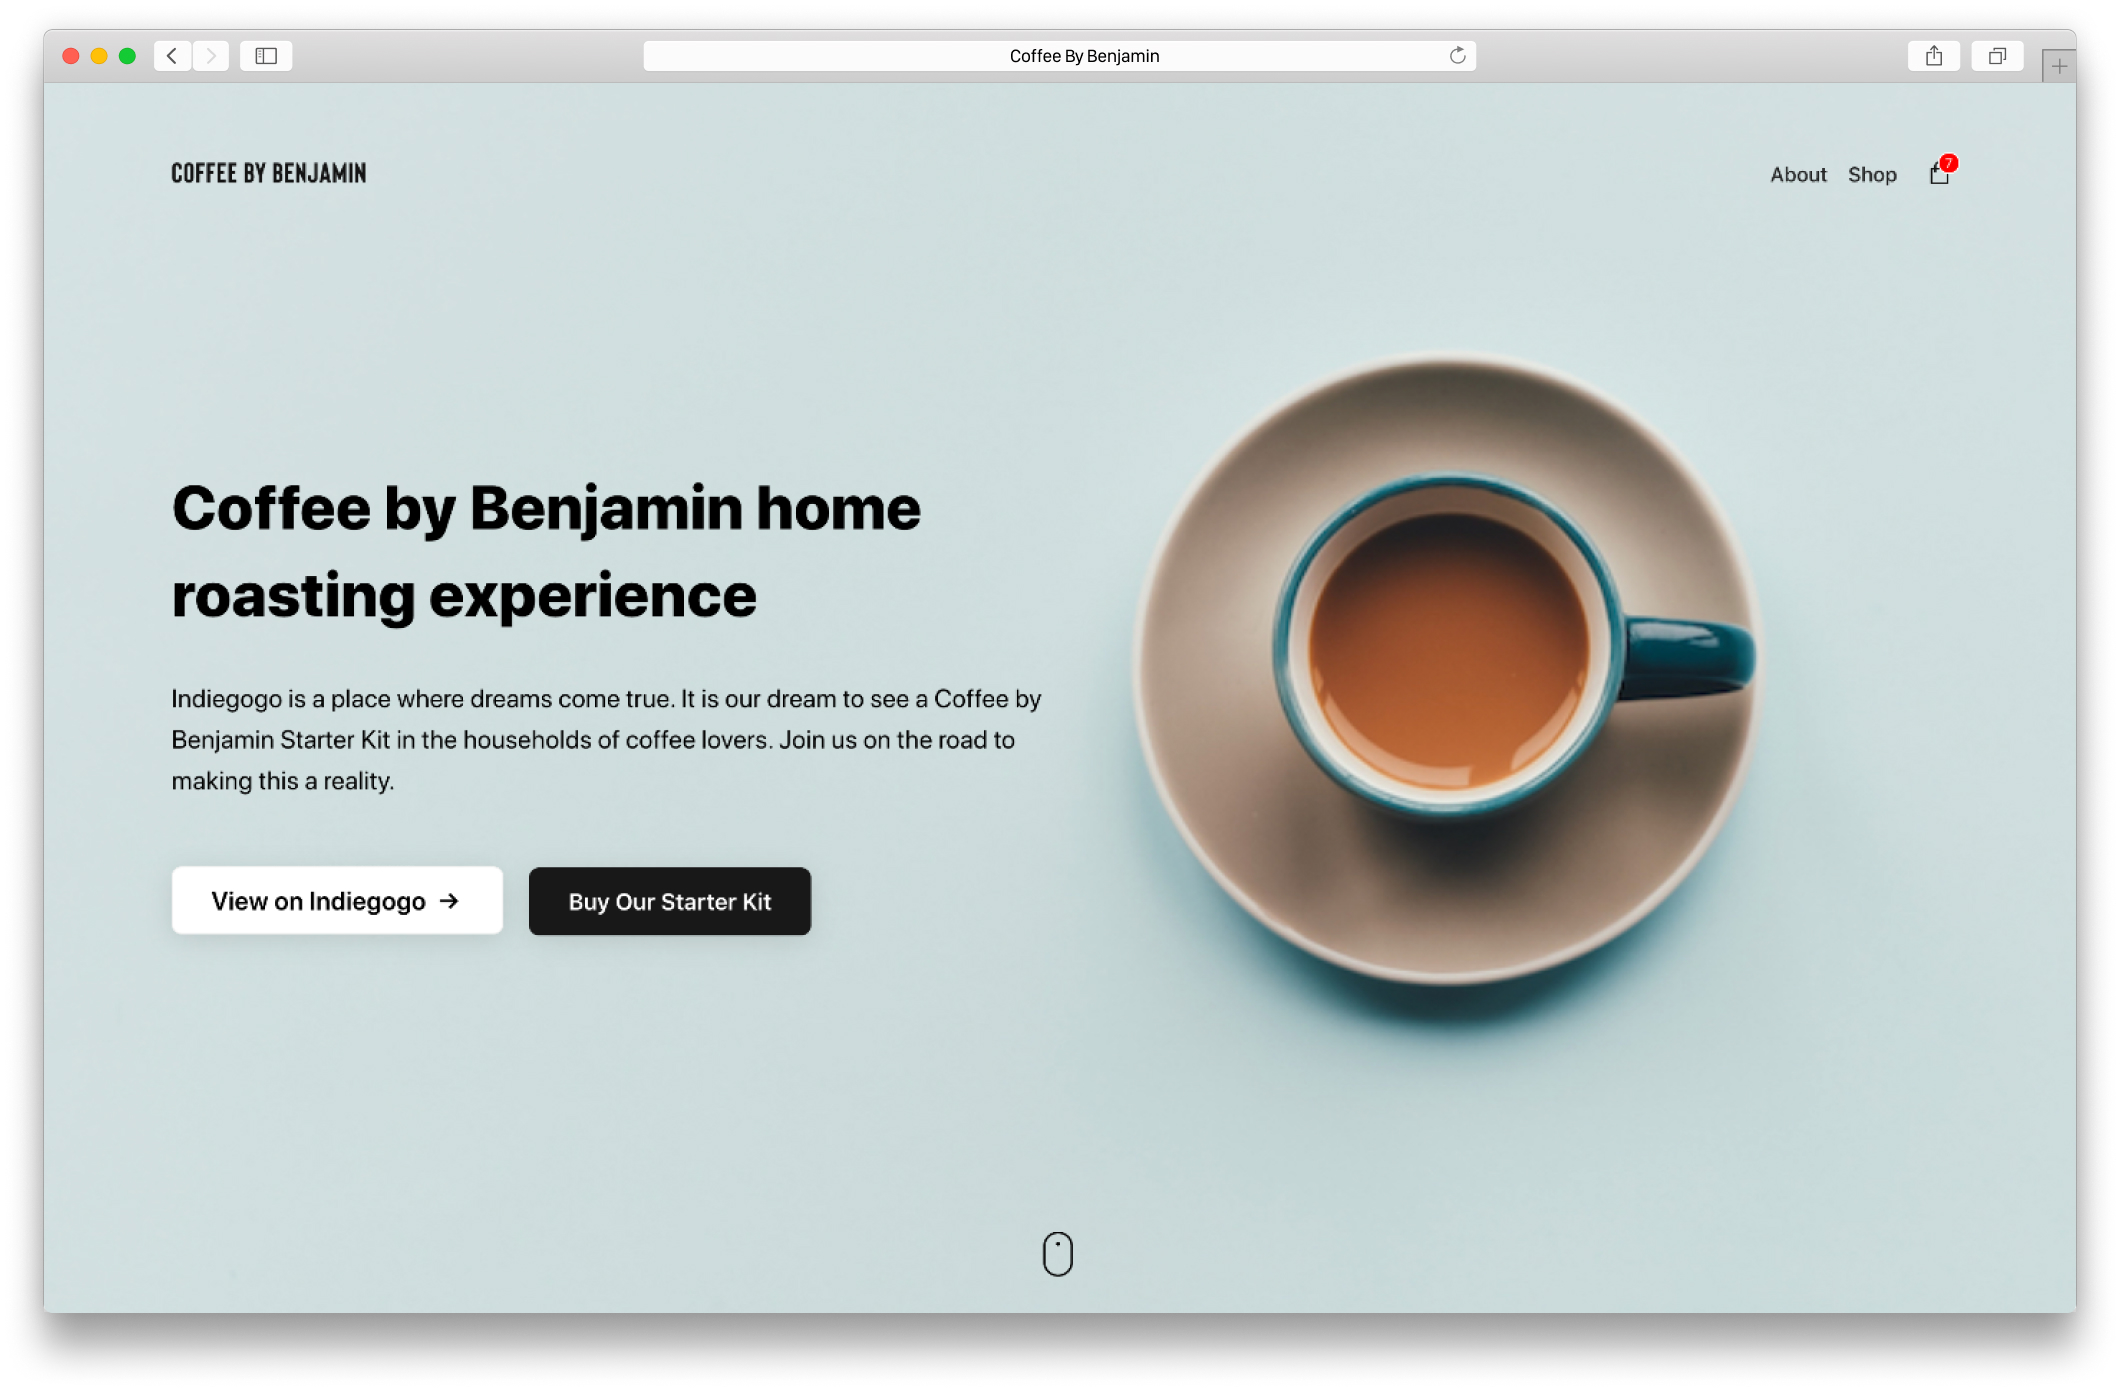 Coffee By Benjamin
COFFEE BY BENJAMIN
About Shop 7
Coffee by Benjamin home
roasting experience
Indiegogo is a place where dreams come true. It is our dream to see a Coffee by
Benjamin Starter Kit in the households of coffee lovers. Join us on the road to
making this a reality.
View on Indiegogo → Buy Our Starter Kit